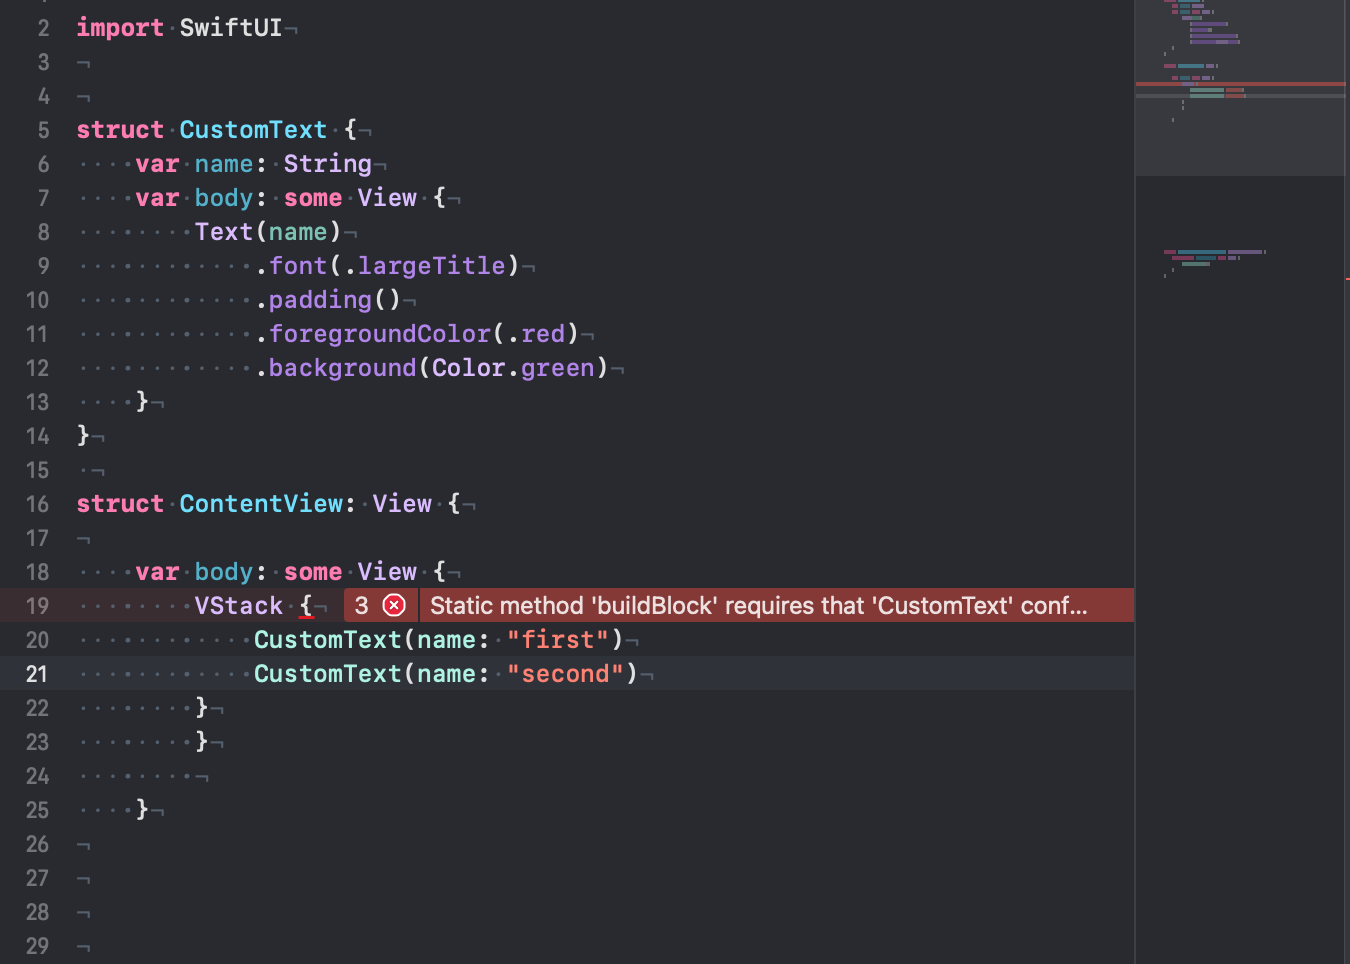 2 import SwiftUI
3
4
5 struct CustomText {
6 var name: String
7 var body: some View {
8 Text(name)
9 .font(.largeTitle)
10 .padding()
11 .foregroundColor(.red)
12 .background(Color.green)
13 }
14 }
15
16 struct ContentView: View {
17
18 var body: some View {
19 VStack { 3 Static method 'buildBlock' requires that 'CustomText' conf...
20 CustomText(name: "first")
21 CustomText(name: "second")
22 }
23 }
24
25 }
26
27
28
29